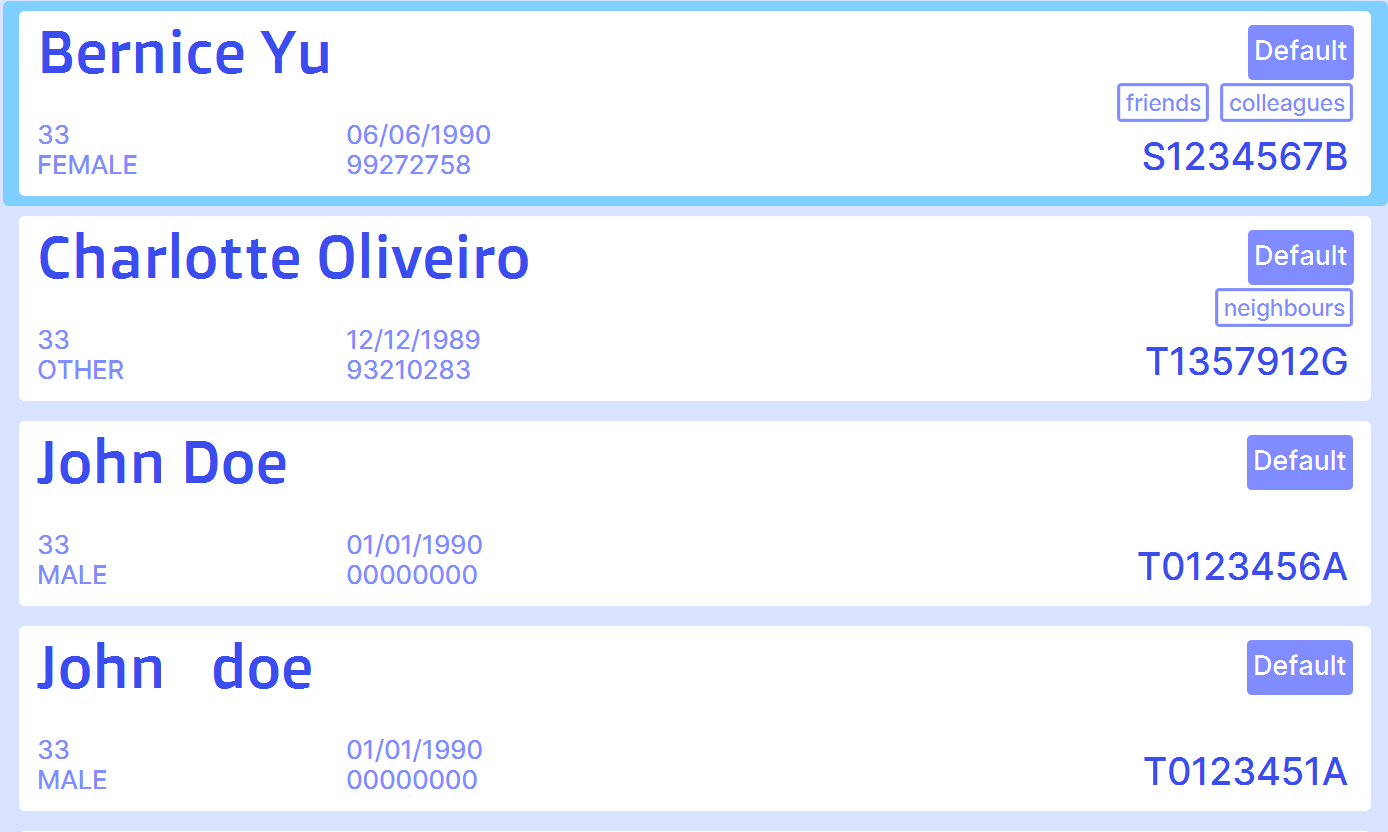 Bernice Yu
Default
friends colleagues
33 06/06/1990
FEMALE 99272758
S1234567B
Charlotte Oliveiro
Default
neighbours
33 12/12/1989
OTHER 93210283
T1357912G
John Doe
Default
33 01/01/1990
MALE 00000000
T0123456A
John   doe
Default
33 01/01/1990
MALE 00000000
T0123451A